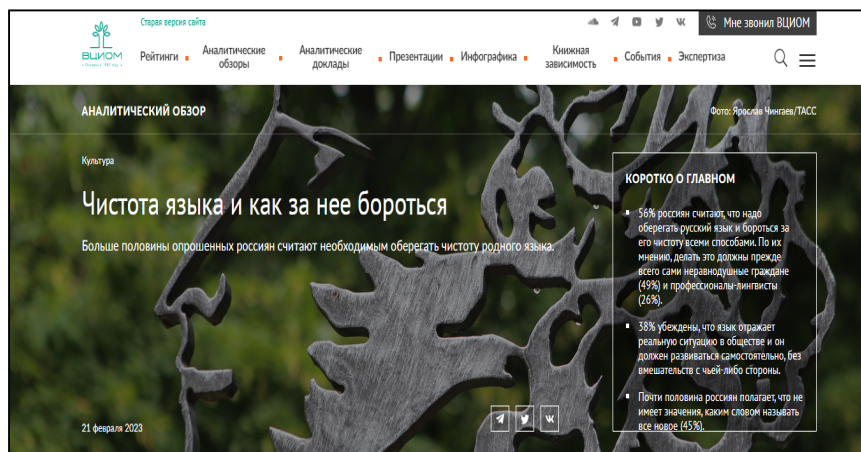 Старая версия сайта
Мне звонил ВЦИОМ
ВЦИОМ
Рейтинги
Аналитические обзоры
Аналитические доклады
Презентации
Инфографика
Книжная зависимость
События
Экспертиза
АНАЛИТИЧЕСКИЙ ОБЗОР
Фото: Ярослав Чингаев/ТАСС
Культура
Чистота языка и как за нее бороться
Больше половины опрошенных россиян считают необходимым оберегать чистоту родного языка.
КОРОТКО О ГЛАВНОМ
56% россиян считают, что надо
оберегать русский язык и бороться за
его чистоту всеми способами. По их
мнению, делать это должны прежде
всего сами неравнодушные граждане
(49%) и профессионалы-лингвисты
(26%).
38% убеждены, что язык отражает
реальную ситуацию в обществе и он
должен развиваться самостоятельно, без
вмешательств с чьей-либо стороны.
Почти половина россиян полагает, что не
имеет значения, каким словом называть
все новое (45%).
21 февраля 2023